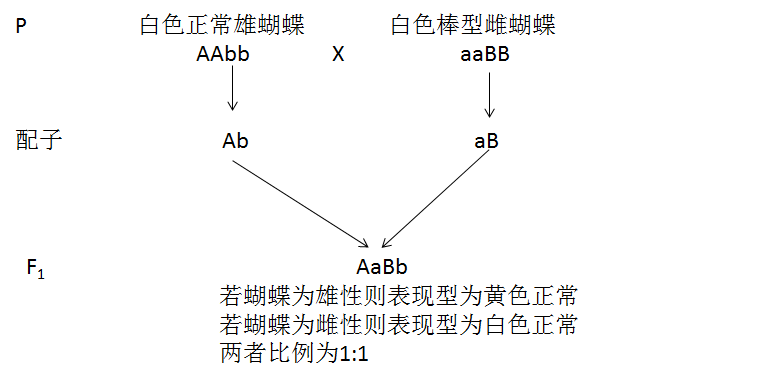 P 白色正常雄蝴蝶 白色棒型雌蝴蝶
AAbb X aaBB
配子 Ab aB
F₁ AaBb
若蝴蝶为雄性则表现型为黄色正常
若蝴蝶为雌性则表现型为白色正常
两者比例为1:1